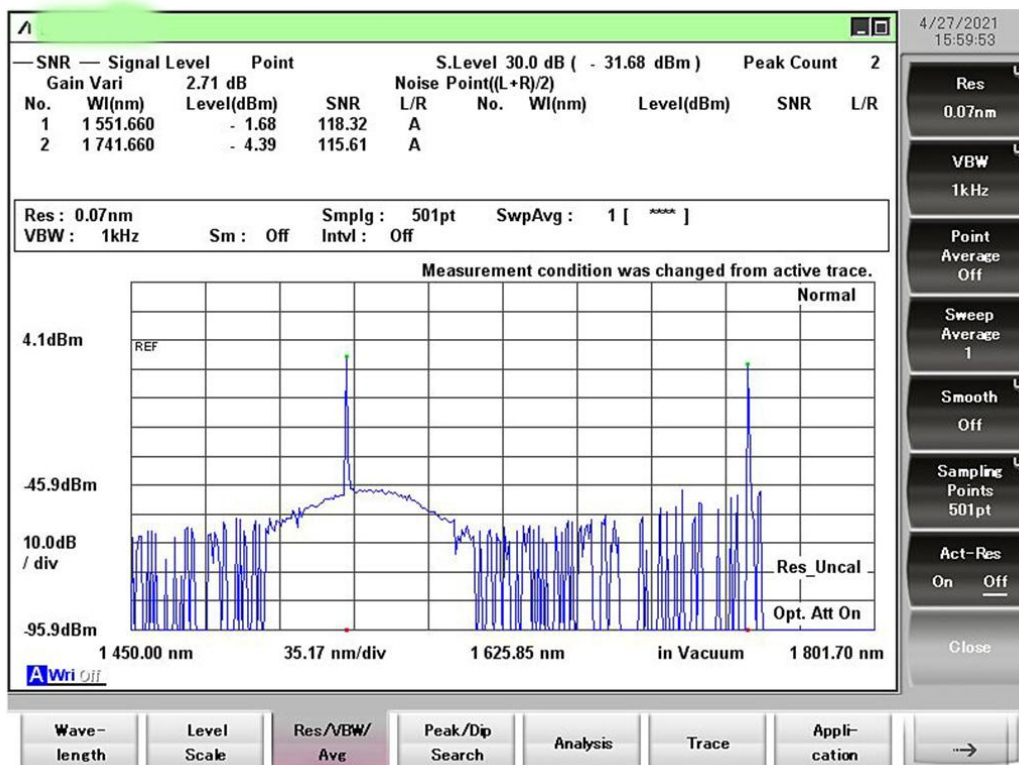 4/27/2021
15:59:53
— SNR — Signal Level Point S.Level 30.0 dB ( - 31.68 dBm ) Peak Count 2
Gain Vari 2.71 dB Noise Point((L+R)/2)
No. Wl(nm) Level(dBm) SNR L/R No. Wl(nm) Level(dBm) SNR L/R
1 1 551.660 - 1.68 118.32 A
2 1 741.660 - 4.39 115.61 A
Res : 0.07nm Smplg : 501pt SwpAvg : 1 [ **** ]
VBW : 1kHz Sm : Off Intvl : Off
Measurement condition was changed from active trace.
Normal
4.1dBm
REF
-45.9dBm
10.0dB
/ div
Res_Uncal
Opt. Att On
-95.9dBm
1 450.00 nm 35.17 nm/div 1 625.85 nm in Vacuum 1 801.70 nm
A Wri Off
Res
0.07nm
VBW
1kHz
Point
Average
Off
Sweep
Average
1
Smooth
Off
Sampling
Points
501pt
Act-Res
On Off
Close
Wave-
length
Level
Scale
Res/VBW/
Avg
Peak/Dip
Search
Analysis
Trace
Appli-
cation